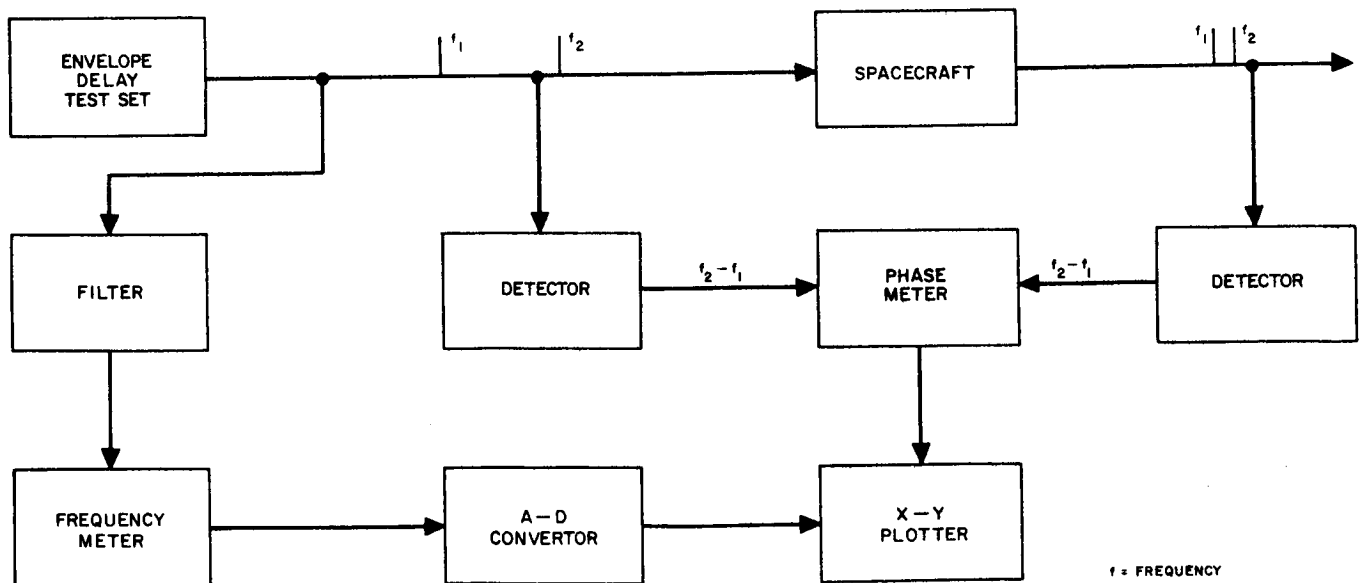 ENVELOPE
DELAY
TEST SET
f₁
f₂
SPACECRAFT
f₁
f₂
FILTER
DETECTOR
f₂ – f₁
PHASE
METER
f₂ – f₁
DETECTOR
FREQUENCY
METER
A – D
CONVERTOR
X – Y
PLOTTER
f = FREQUENCY